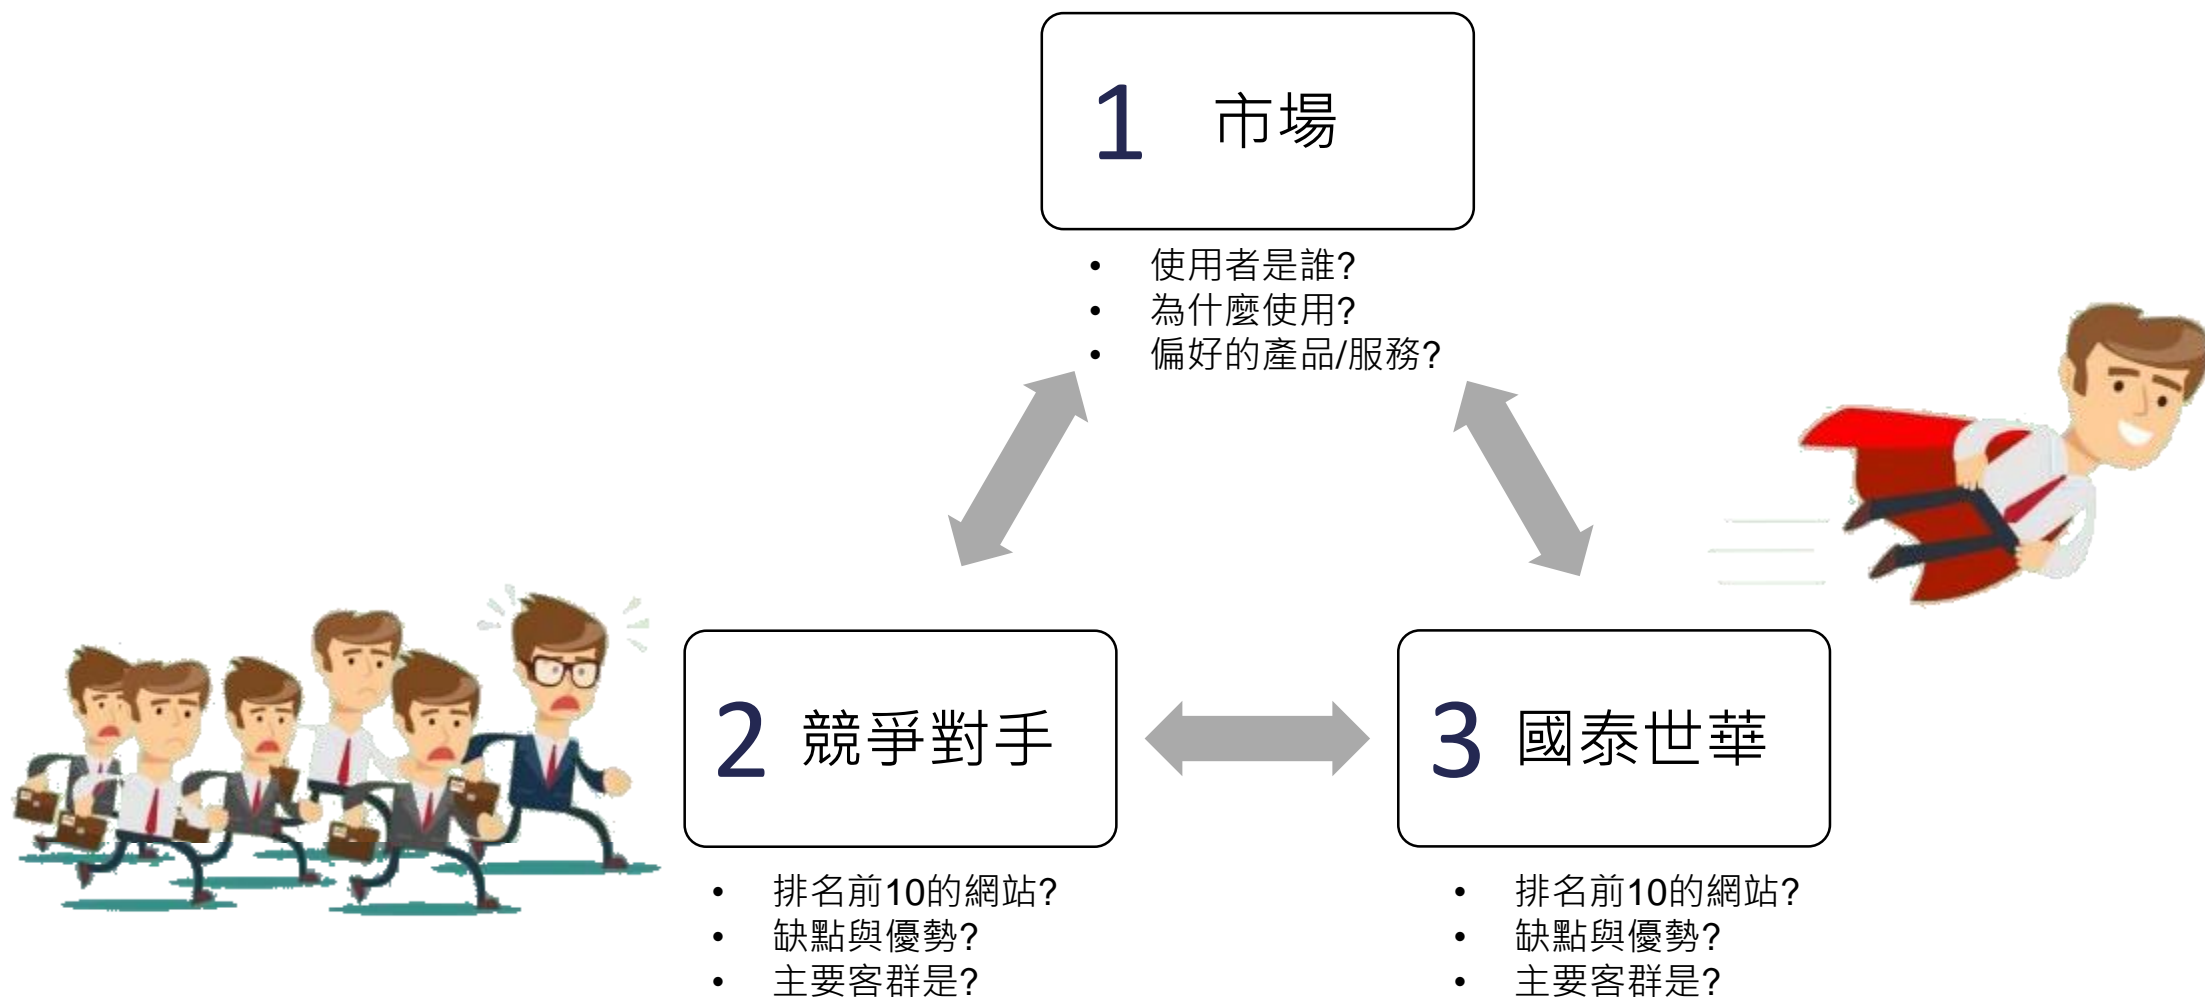 1 市場
• 使用者是誰?
• 為什麼使用?
• 偏好的產品/服務?
2 競爭對手
• 排名前10的網站?
• 缺點與優勢?
• 主要客群是?
3 國泰世華
• 排名前10的網站?
• 缺點與優勢?
• 主要客群是?